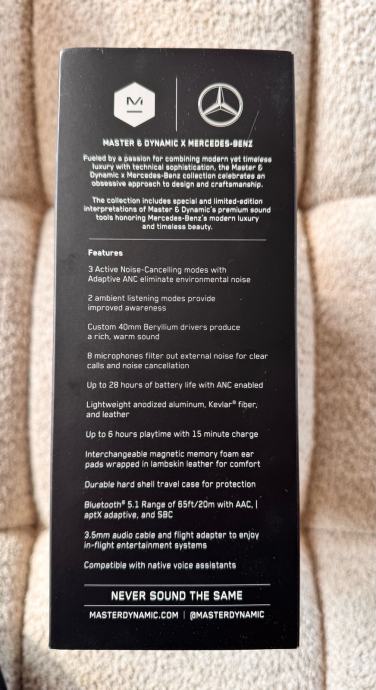 M
MASTER & DYNAMIC X MERCEDES-BENZ
Fueled by a passion for combining modern yet timeless
luxury with technical sophistication, the Master &
Dynamic x Mercedes-Benz collection celebrates an
obsessive approach to design and craftsmanship.
The collection includes special and limited-edition
interpretations of Master & Dynamic's premium sound
tools honoring Mercedes-Benz's modern luxury
and timeless beauty.
Features
3 Active Noise-Cancelling modes with
Adaptive ANC eliminate environmental noise
2 ambient listening modes provide
improved awareness
Custom 40mm Beryllium drivers produce
a rich, warm sound
8 microphones filter out external noise for clear
calls and noise cancellation
Up to 28 hours of battery life with ANC enabled
Lightweight anodized aluminum, Kevlar® fiber,
and leather
Up to 6 hours playtime with 15 minute charge
Interchangeable magnetic memory foam ear
pads wrapped in lambskin leather for comfort
Durable hard shell travel case for protection
Bluetooth® 5.1 Range of 65ft/20m with AAC, |
aptX adaptive, and SBC
3.5mm audio cable and flight adapter to enjoy
in-flight entertainment systems
Compatible with native voice assistants
NEVER SOUND THE SAME
MASTERDYNAMIC.COM | @MASTERDYNAMIC